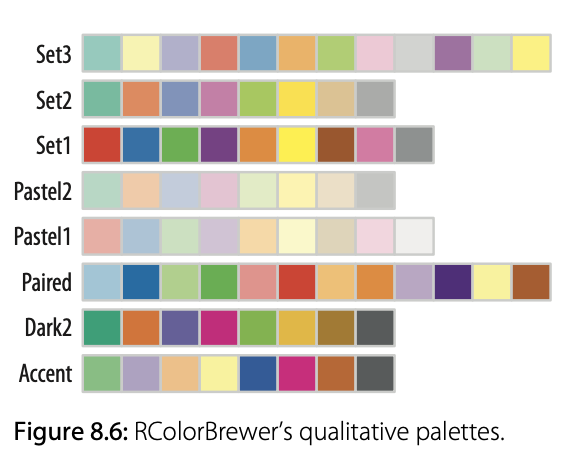 Set3
Set2
Set1
Pastel2
Pastel1
Paired
Dark2
Accent
Figure 8.6: RColorBrewer’s qualitative palettes.